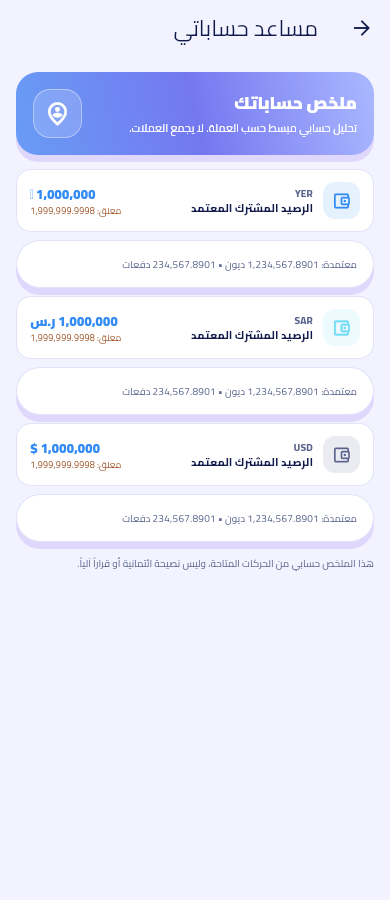 مساعد حساباتي
ملخص حساباتك
تحليل حسابي مبسط حسب العملة. لا يجمع العملات.
YER
الرصيد المشترك المعتمد
1,000,000
معلق: 1,999,999.9998
معتمدة: 1,234,567.8901 ديون • 234,567.8901 دفعات
SAR
الرصيد المشترك المعتمد
1,000,000 ر.س
معلق: 1,999,999.9998
معتمدة: 1,234,567.8901 ديون • 234,567.8901 دفعات
USD
الرصيد المشترك المعتمد
1,000,000 $
معلق: 1,999,999.9998
معتمدة: 1,234,567.8901 ديون • 234,567.8901 دفعات
هذا الملخص حسابي من الحركات المتاحة، وليس نصيحة ائتمانية أو قراراً آلياً.